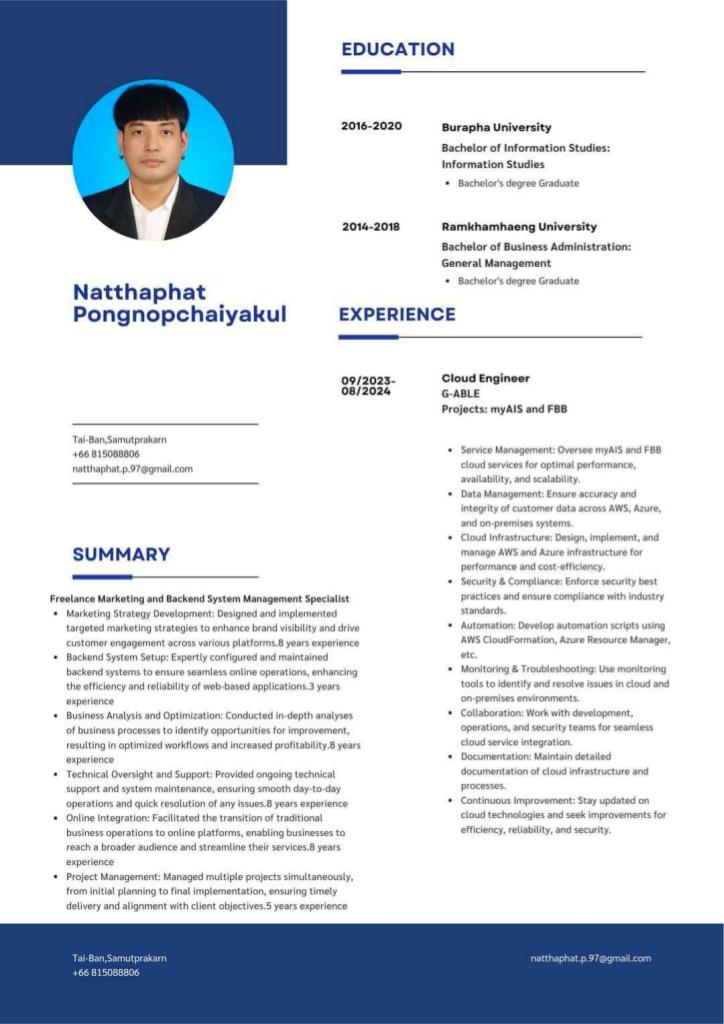 Natthaphat
Pongnopchaiyakul
Tai-Ban,Samutprakarn
+66 815088806
natthaphat.p.97@gmail.com
SUMMARY
Freelance Marketing and Backend System Management Specialist
• Marketing Strategy Development: Designed and implemented
targeted marketing strategies to enhance brand visibility and drive
customer engagement across various platforms.8 years experience
• Backend System Setup: Expertly configured and maintained
backend systems to ensure seamless online operations, enhancing
the efficiency and reliability of web-based applications.3 years
experience
• Business Analysis and Optimization: Conducted in-depth analyses
of business processes to identify opportunities for improvement,
resulting in optimized workflows and increased profitability.8 years
experience
• Technical Oversight and Support: Provided ongoing technical
support and system maintenance, ensuring smooth day-to-day
operations and quick resolution of any issues.8 years experience
• Online Integration: Facilitated the transition of traditional
business operations to online platforms, enabling businesses to
reach a broader audience and streamline their services.8 years
experience
• Project Management: Managed multiple projects simultaneously,
from initial planning to final implementation, ensuring timely
delivery and alignment with client objectives.5 years experience
EDUCATION
2016-2020
Burapha University
Bachelor of Information Studies:
Information Studies
• Bachelor's degree Graduate
2014-2018
Ramkhamhaeng University
Bachelor of Business Administration:
General Management
• Bachelor's degree Graduate
EXPERIENCE
09/2023-
08/2024
Cloud Engineer
G-ABLE
Projects: myAIS and FBB
• Service Management: Oversee myAIS and FBB
cloud services for optimal performance,
availability, and scalability.
• Data Management: Ensure accuracy and
integrity of customer data across AWS, Azure,
and on-premises systems.
• Cloud Infrastructure: Design, implement, and
manage AWS and Azure infrastructure for
performance and cost-efficiency.
• Security & Compliance: Enforce security best
practices and ensure compliance with industry
standards.
• Automation: Develop automation scripts using
AWS CloudFormation, Azure Resource Manager,
etc.
• Monitoring & Troubleshooting: Use monitoring
tools to identify and resolve issues in cloud and
on-premises environments.
• Collaboration: Work with development,
operations, and security teams for seamless
cloud service integration.
• Documentation: Maintain detailed
documentation of cloud infrastructure and
processes.
• Continuous Improvement: Stay updated on
cloud technologies and seek improvements for
efficiency, reliability, and security.
Tai-Ban,Samutprakarn
+66 815088806
natthaphat.p.97@gmail.com